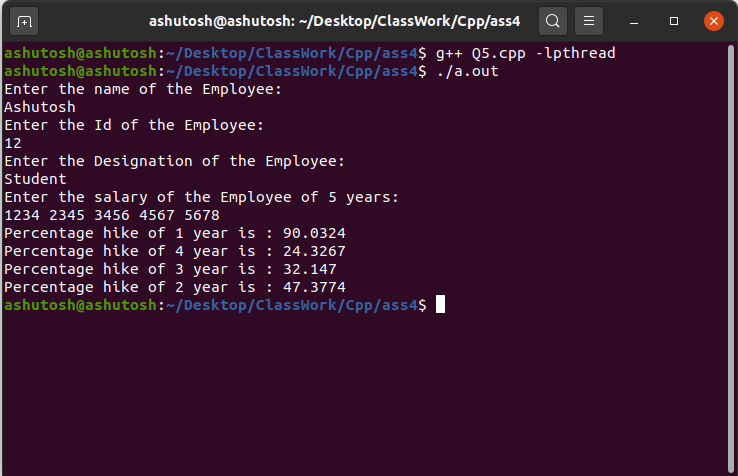 ashutosh@ashutosh: ~/Desktop/ClassWork/Cpp/ass4
ashutosh@ashutosh:~/Desktop/ClassWork/Cpp/ass4$ g++ Q5.cpp -lpthread
ashutosh@ashutosh:~/Desktop/ClassWork/Cpp/ass4$ ./a.out
Enter the name of the Employee:
Ashutosh
Enter the Id of the Employee:
12
Enter the Designation of the Employee:
Student
Enter the salary of the Employee of 5 years:
1234 2345 3456 4567 5678
Percentage hike of 1 year is : 90.0324
Percentage hike of 4 year is : 24.3267
Percentage hike of 3 year is : 32.147
Percentage hike of 2 year is : 47.3774
ashutosh@ashutosh:~/Desktop/ClassWork/Cpp/ass4$